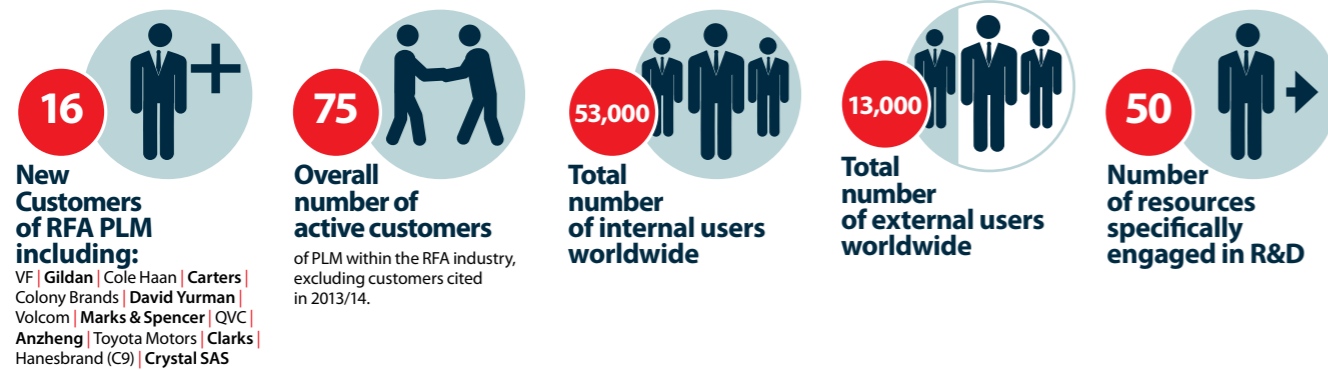 16
New
Customers
of RFA PLM
including:
VF | Gildan | Cole Haan | Carters |
Colony Brands | David Yurman |
Volcom | Marks & Spencer | QVC |
Anzheng | Toyota Motors | Clarks |
Hanesbrand (C9) | Crystal SAS
75
Overall
number of
active customers
of PLM within the RFA industry,
excluding customers cited
in 2013/14.
53,000
Total
number
of internal users
worldwide
13,000
Total
number
of external users
worldwide
50
Number
of resources
specifically
engaged in R&D